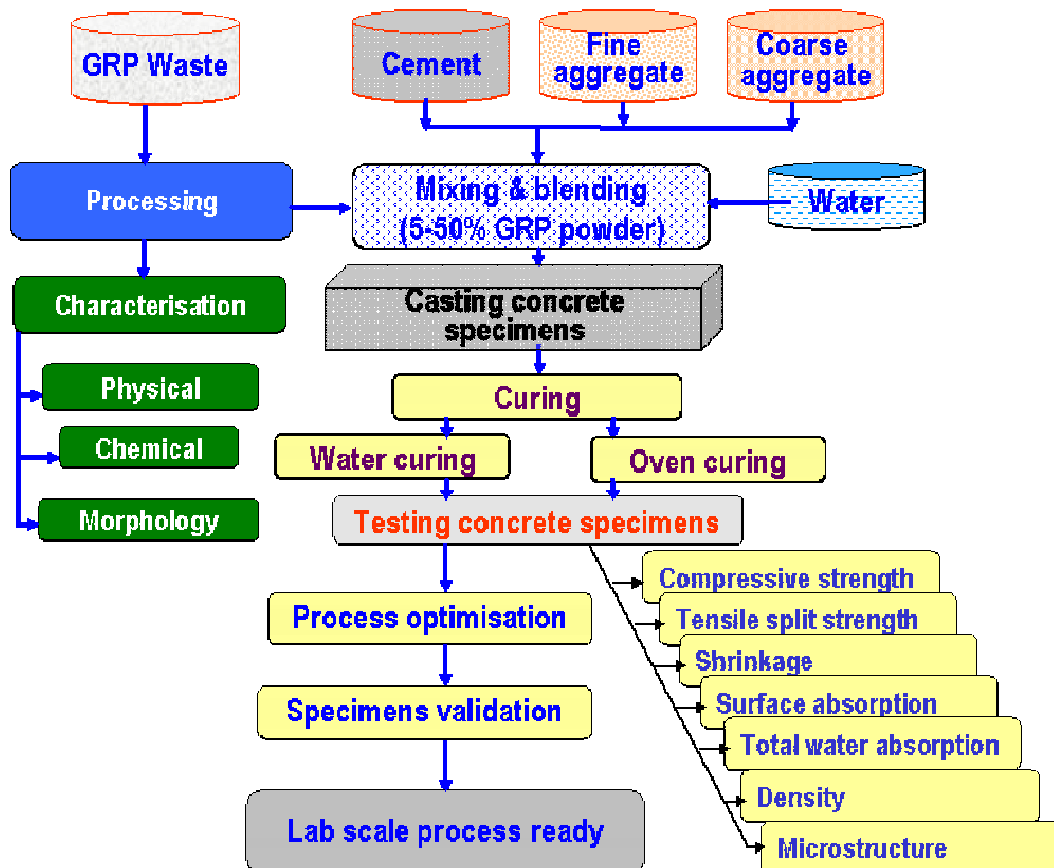 GRP Waste
Cement
Fine
aggregate
Coarse
aggregate
Processing
Mixing & blending
(5-50% GRP powder)
Water
Characterisation
Casting concrete
specimens
Physical
Curing
Chemical
Water curing
Oven curing
Morphology
Testing concrete specimens
Compressive strength
Process optimisation
Tensile split strength
Shrinkage
Specimens validation
Surface absorption
Total water absorption
Density
Lab scale process ready
Microstructure